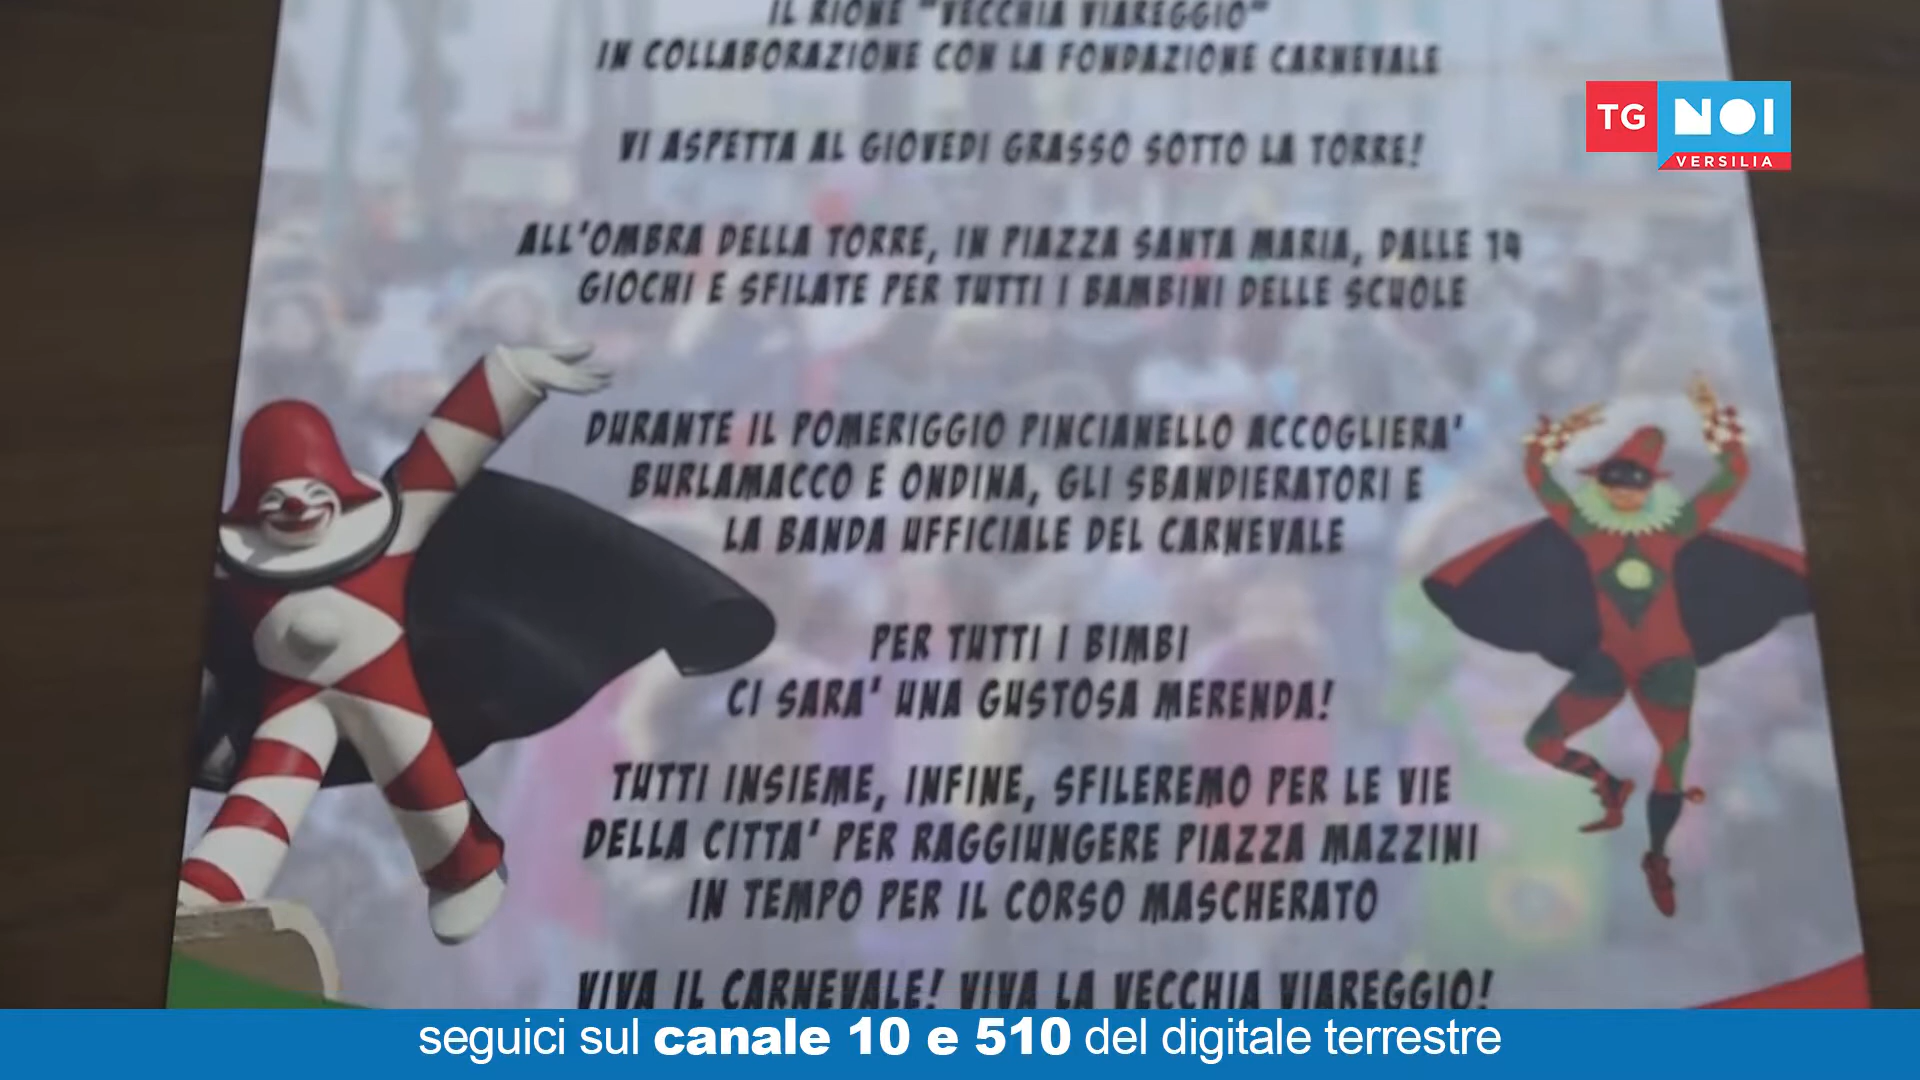 IL RIONE "VECCHIA VIAREGGIO"
IN COLLABORAZIONE CON LA FONDAZIONE CARNEVALE
VI ASPETTA AL GIOVEDI GRASSO SOTTO LA TORRE!
TG NOI
VERSILIA
ALL'OMBRA DELLA TORRE, IN PIAZZA SANTA MARIA, DALLE 14
GIOCHI E SFILATE PER TUTTI I BAMBINI DELLE SCUOLE
DURANTE IL POMERIGGIO PINCIANELLO ACCOGLIERA'
BURLAMACCO E ONDINA, GLI SBANDIERATORI E
LA BANDA UFFICIALE DEL CARNEVALE
PER TUTTI I BIMBI
CI SARA' UNA GUSTOSA MERENDA!
TUTTI INSIEME, INFINE, SFILEREMO PER LE VIE
DELLA CITTA' PER RAGGIUNGERE PIAZZA MAZZINI
IN TEMPO PER IL CORSO MASCHERATO
VIVA IL CARNEVALE! VIVA LA VECCHIA VIAREGGIO!
seguici sul canale 10 e 510 del digitale terrestre